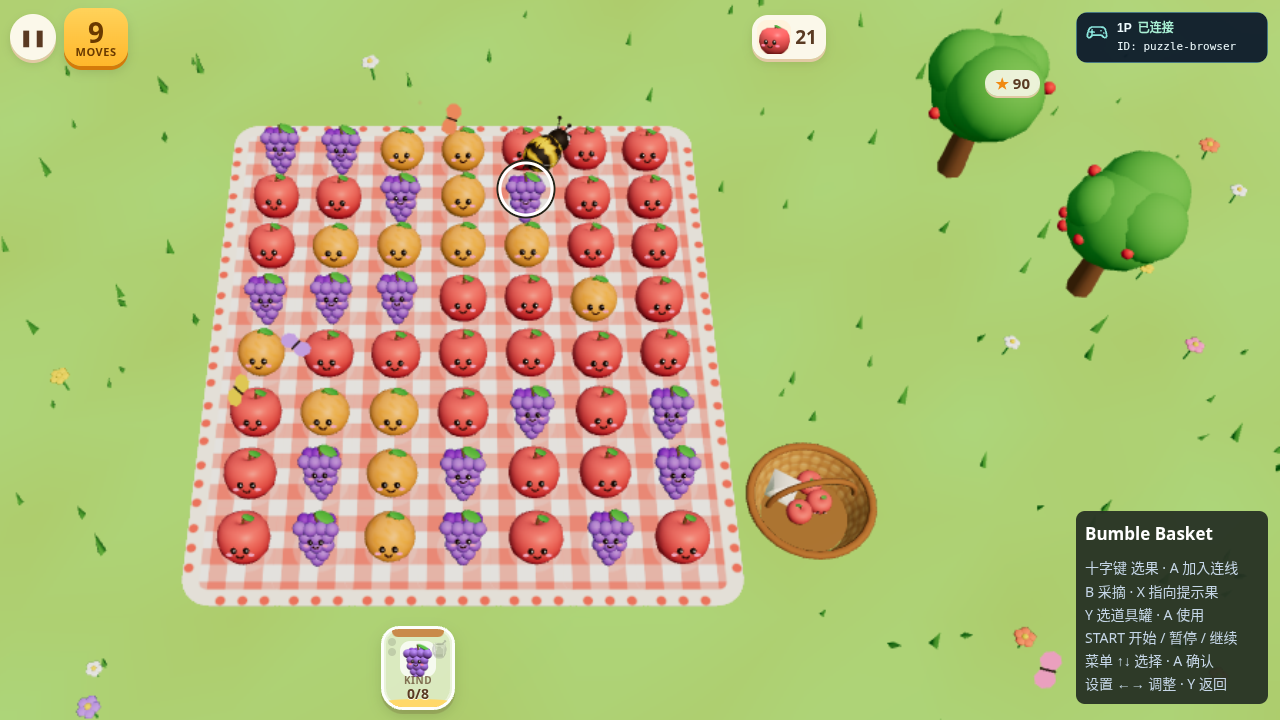 9
MOVES
21
1P 已连接
ID: puzzle-browser
★ 90
KIND
0/8
Bumble Basket
十字键 选果 · A 加入连线
B 采摘 · X 指向提示果
Y 选道具罐 · A 使用
START 开始 / 暂停 / 继续
菜单 ↑↓ 选择 · A 确认
设置 ←→ 调整 · Y 返回